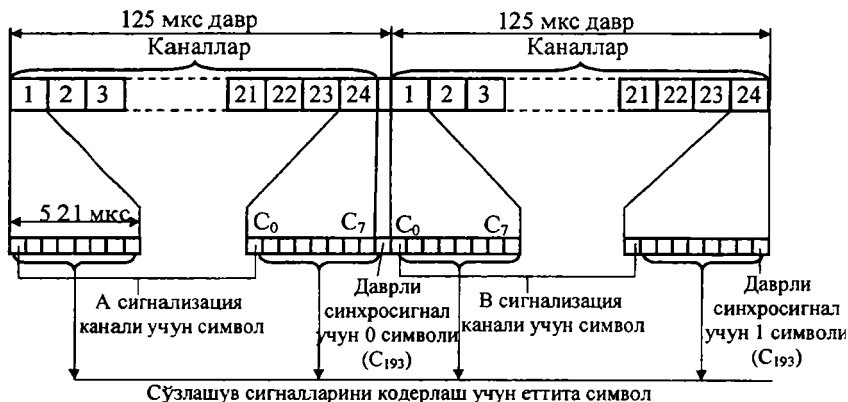 125 мкс давр 125 мкс давр
Каналлар Каналлар
1 2 3 21 22 23 24 1 2 3 21 22 23 24
5 21 мкс C₀ C₇ C₀ C₇
А сигнализация
канали учун символ
Даврли
синхросигнал
учун 0 символи
(C₁₉₃)
В сигнализация
канали учун символ
Даврли
синхросигнал
учун 1 символи
(C₁₉₃)
Сўзлашув сигналларини кодерлаш учун еттита символ